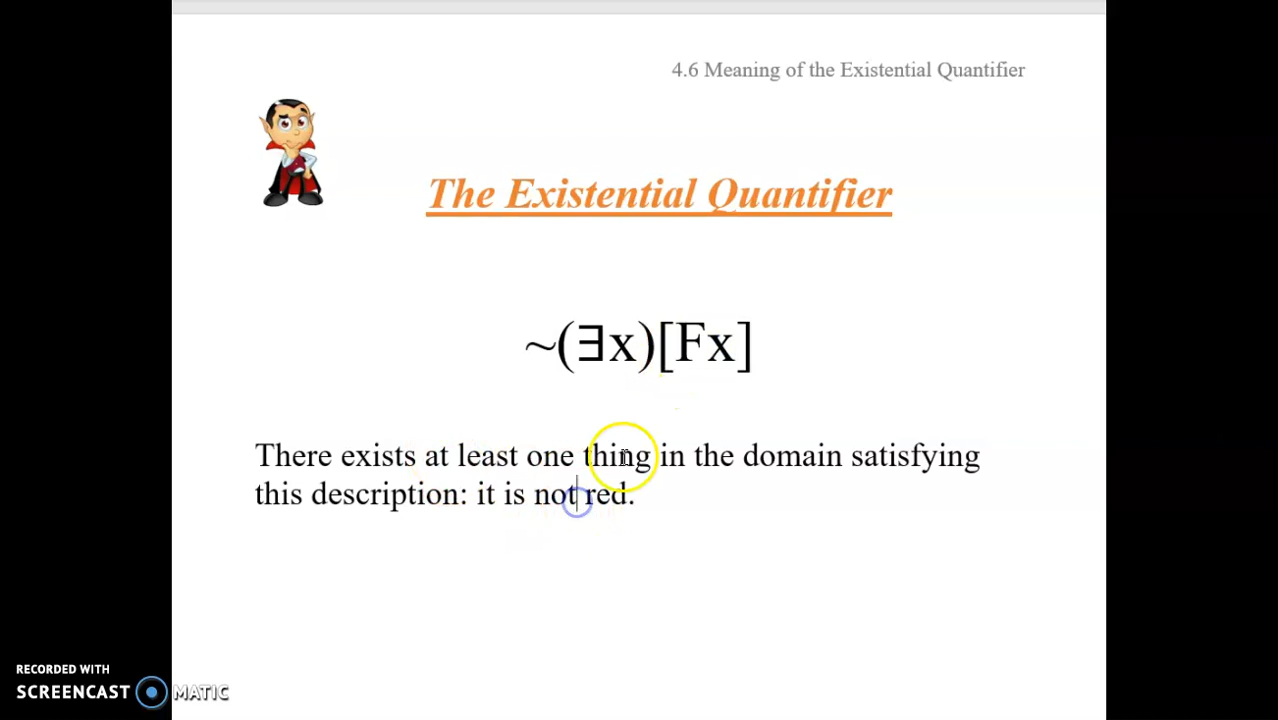 4.6 Meaning of the Existential Quantifier
The Existential Quantifier
~(∃x)[Fx]
There exists at least one thing in the domain satisfying
this description: it is not red.
RECORDED WITH
SCREENCAST MATIC